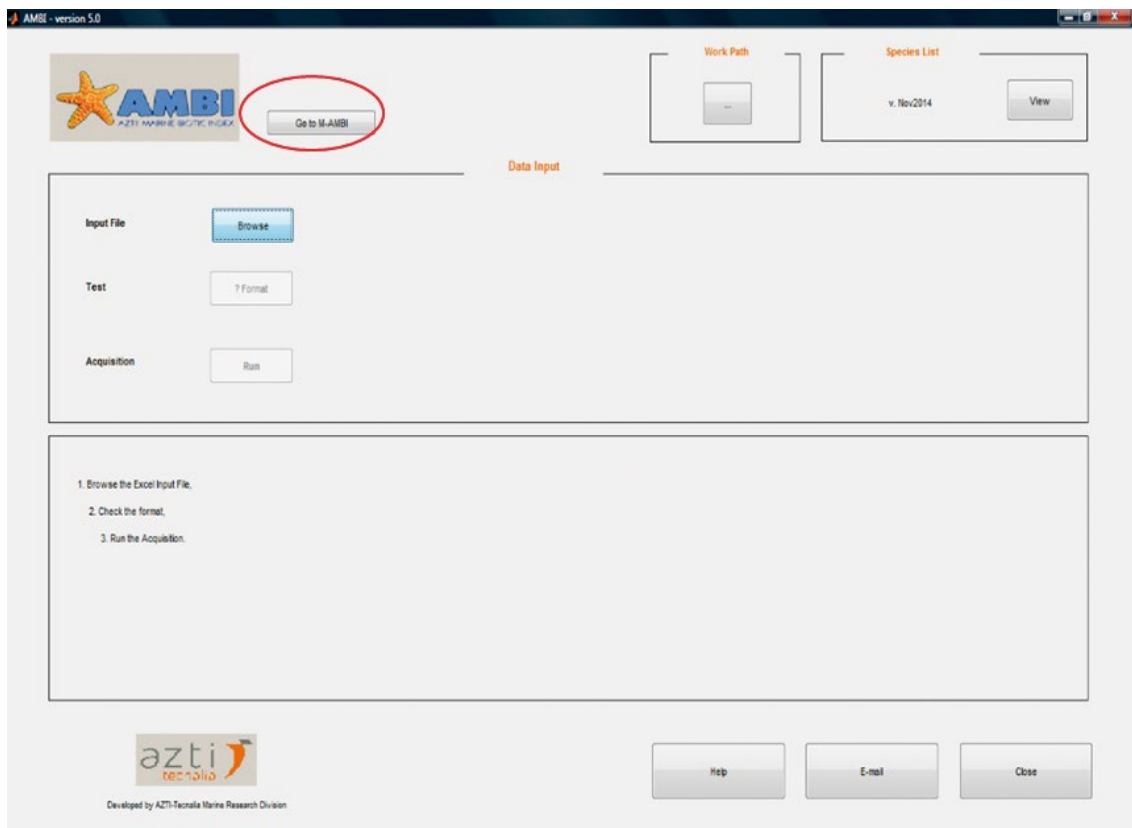 AMBI - version 5.0
AMBI
AZTI MARINE BIOTIC INDEX
Go to M-AMBI
Work Path
...
Species List
v. Nov2014
View
Data Input
Input File
Browse
Test
? Format
Acquisition
Run
1. Browse the Excel Input File,
2. Check the format,
3. Run the Acquisition.
azti
tecnalia
Developed by AZTI-Tecnalia Marine Research Division
Help
E-mail
Close